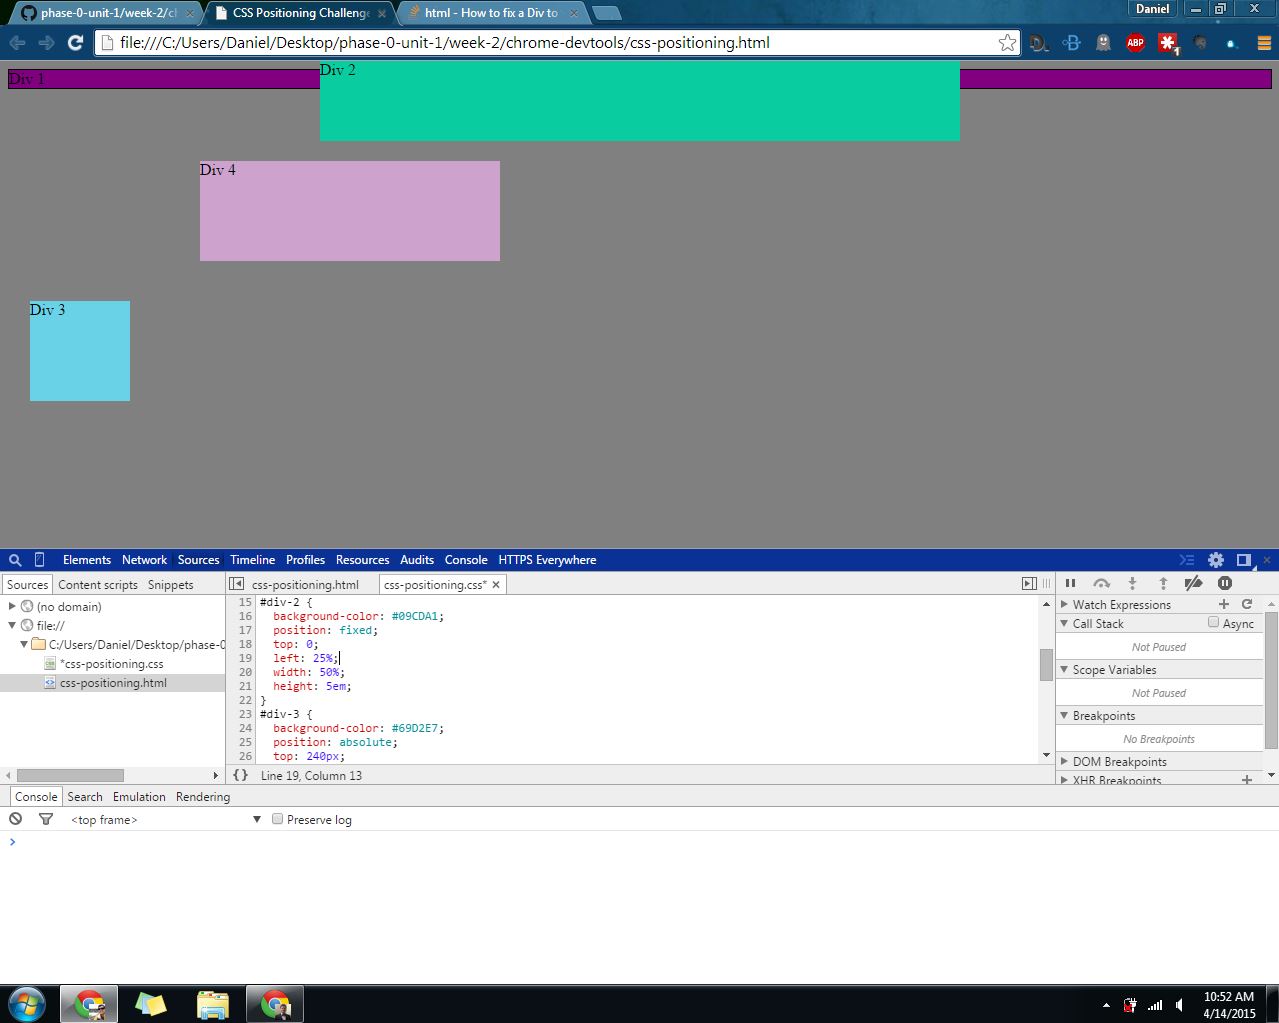 phase-0-unit-1/week-2/ch
CSS Positioning Challenge
html - How to fix a Div to
Daniel
file:///C:/Users/Daniel/Desktop/phase-0-unit-1/week-2/chrome-devtools/css-positioning.html
ABP
1
Div 1
Div 2
Div 4
Div 3
Elements Network Sources Timeline Profiles Resources Audits Console HTTPS Everywhere
Sources Content scripts Snippets
css-positioning.html css-positioning.css*
(no domain)
file://
C:/Users/Daniel/Desktop/phase-0
*css-positioning.css
css-positioning.html
15 #div-2 {
16 background-color: #09CDA1;
17 position: fixed;
18 top: 0;
19 left: 25%;
20 width: 50%;
21 height: 5em;
22 }
23 #div-3 {
24 background-color: #69D2E7;
25 position: absolute;
26 top: 240px;
{} Line 19, Column 13
Watch Expressions
Call Stack Async
Not Paused
Scope Variables
Not Paused
Breakpoints
No Breakpoints
DOM Breakpoints
XHR Breakpoints
Console Search Emulation Rendering
<top frame> Preserve log
10:52 AM
4/14/2015